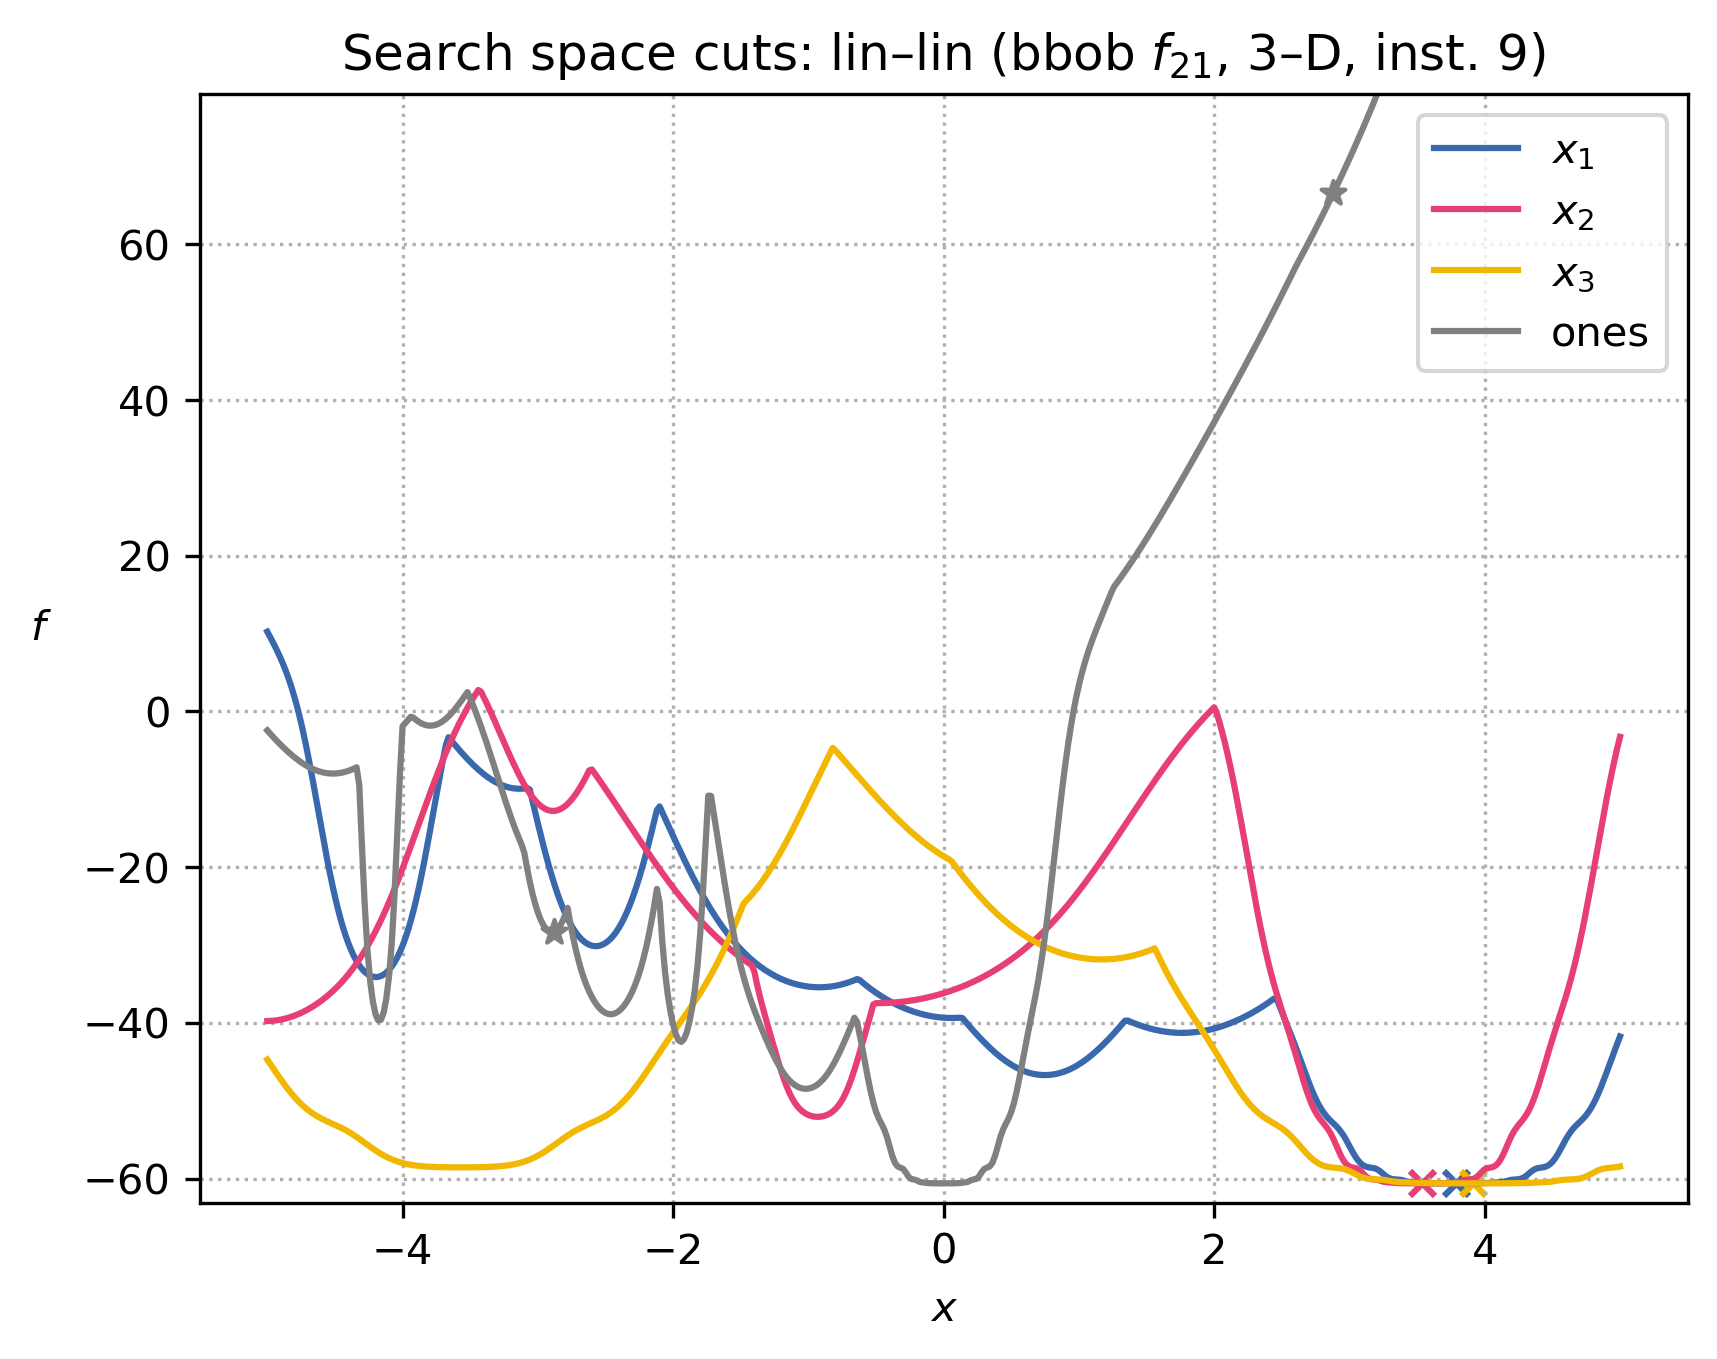 Search space cuts: lin–lin (bbob f₂₁, 3–D, inst. 9)
x₁
x₂
x₃
ones
60
40
20
0
−20
−40
−60
f
−4
−2
0
2
4
x